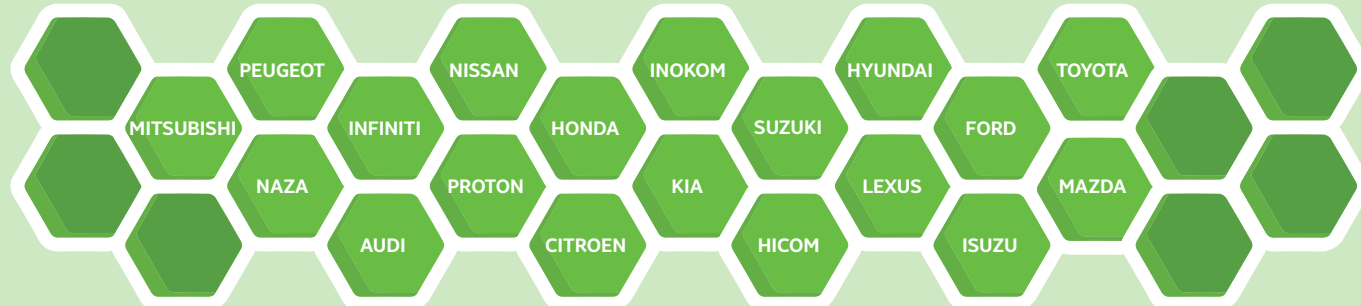 PEUGEOT
NISSAN
INOKOM
HYUNDAI
TOYOTA
MITSUBISHI
INFINITI
HONDA
SUZUKI
FORD
NAZA
PROTON
KIA
LEXUS
MAZDA
AUDI
CITROEN
HICOM
ISUZU